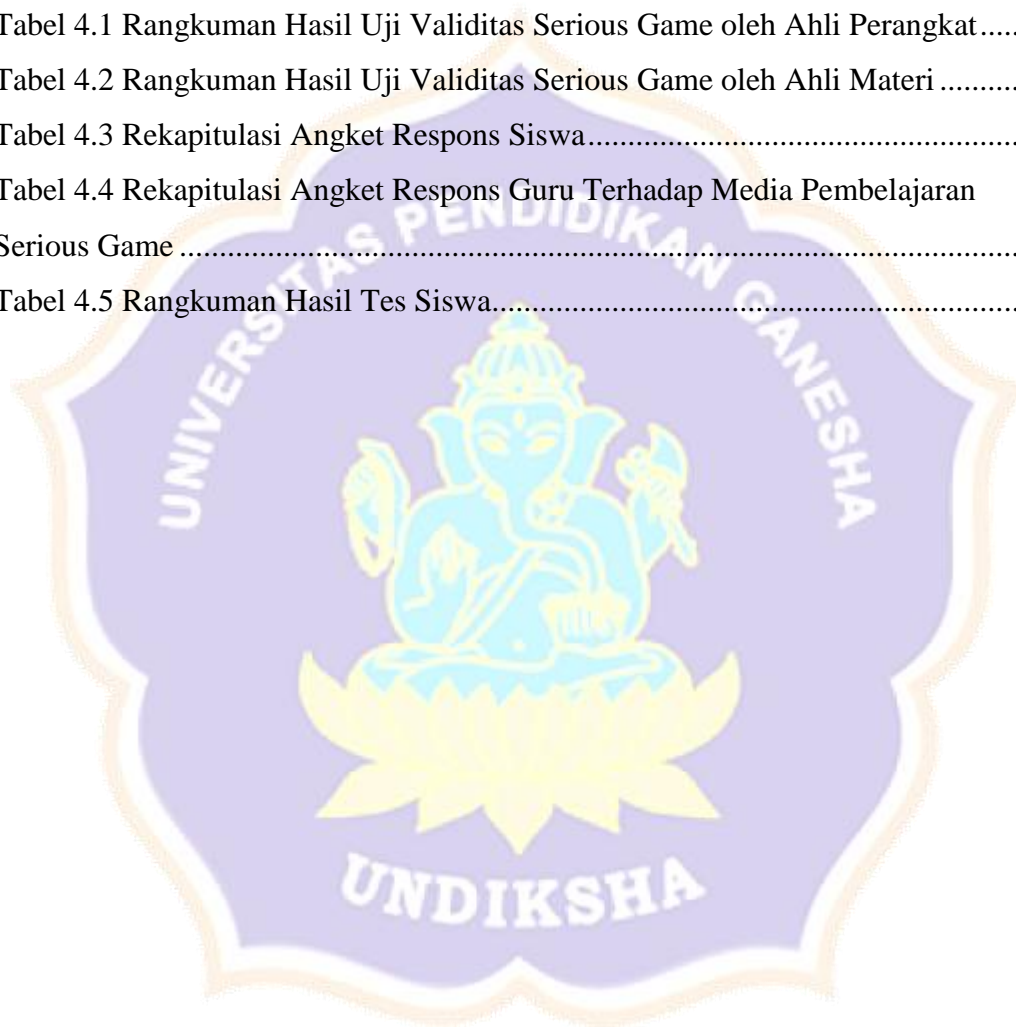 Tabel 4.1 Rangkuman Hasil Uji Validitas Serious Game oleh Ahli Perangkat.....
Tabel 4.2 Rangkuman Hasil Uji Validitas Serious Game oleh Ahli Materi..........
Tabel 4.3 Rekapitulasi Angket Respons Siswa.....................................................
Tabel 4.4 Rekapitulasi Angket Respons Guru Terhadap Media Pembelajaran
Serious Game........................................................................................................
Tabel 4.5 Rangkuman Hasil Tes Siswa.................................................................
UNIVERSITAS PENDIDIKAN GANESHA
UNDIKSHA